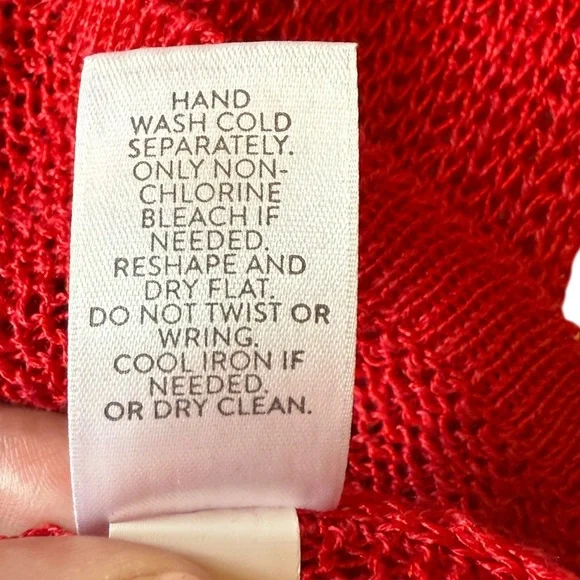 HAND
WASH COLD
SEPARATELY.
ONLY NON-
CHLORINE
BLEACH IF
NEEDED.
RESHAPE AND
DRY FLAT.
DO NOT TWIST OR
WRING.
COOL IRON IF
NEEDED.
OR DRY CLEAN.